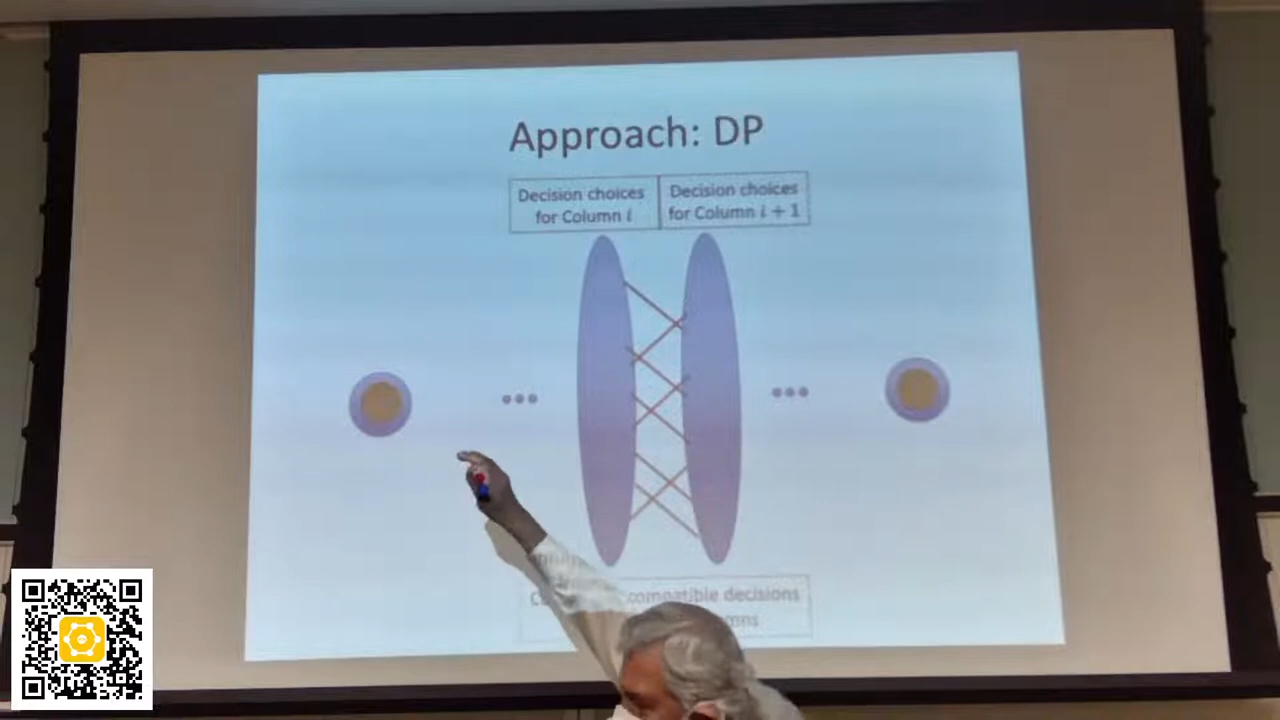 Approach: DP
Decision choices
for Column i
Decision choices
for Column i + 1
compatible decisions